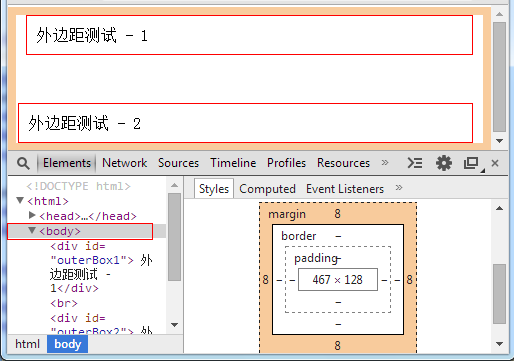 外边距测试 - 1
外边距测试 - 2
Elements Network Sources Timeline Profiles Resources »
<!DOCTYPE html>
▼<html>
▶<head>…</head>
▼<body>
<div id=
"outerBox1"> 外
边距测试 -
1</div>
<br>
<div id=
"outerBox2"> 外
html body
Styles Computed Event Listeners »
margin 8
border –
padding–
8 – – 467 × 128 – – 8
–
–
8